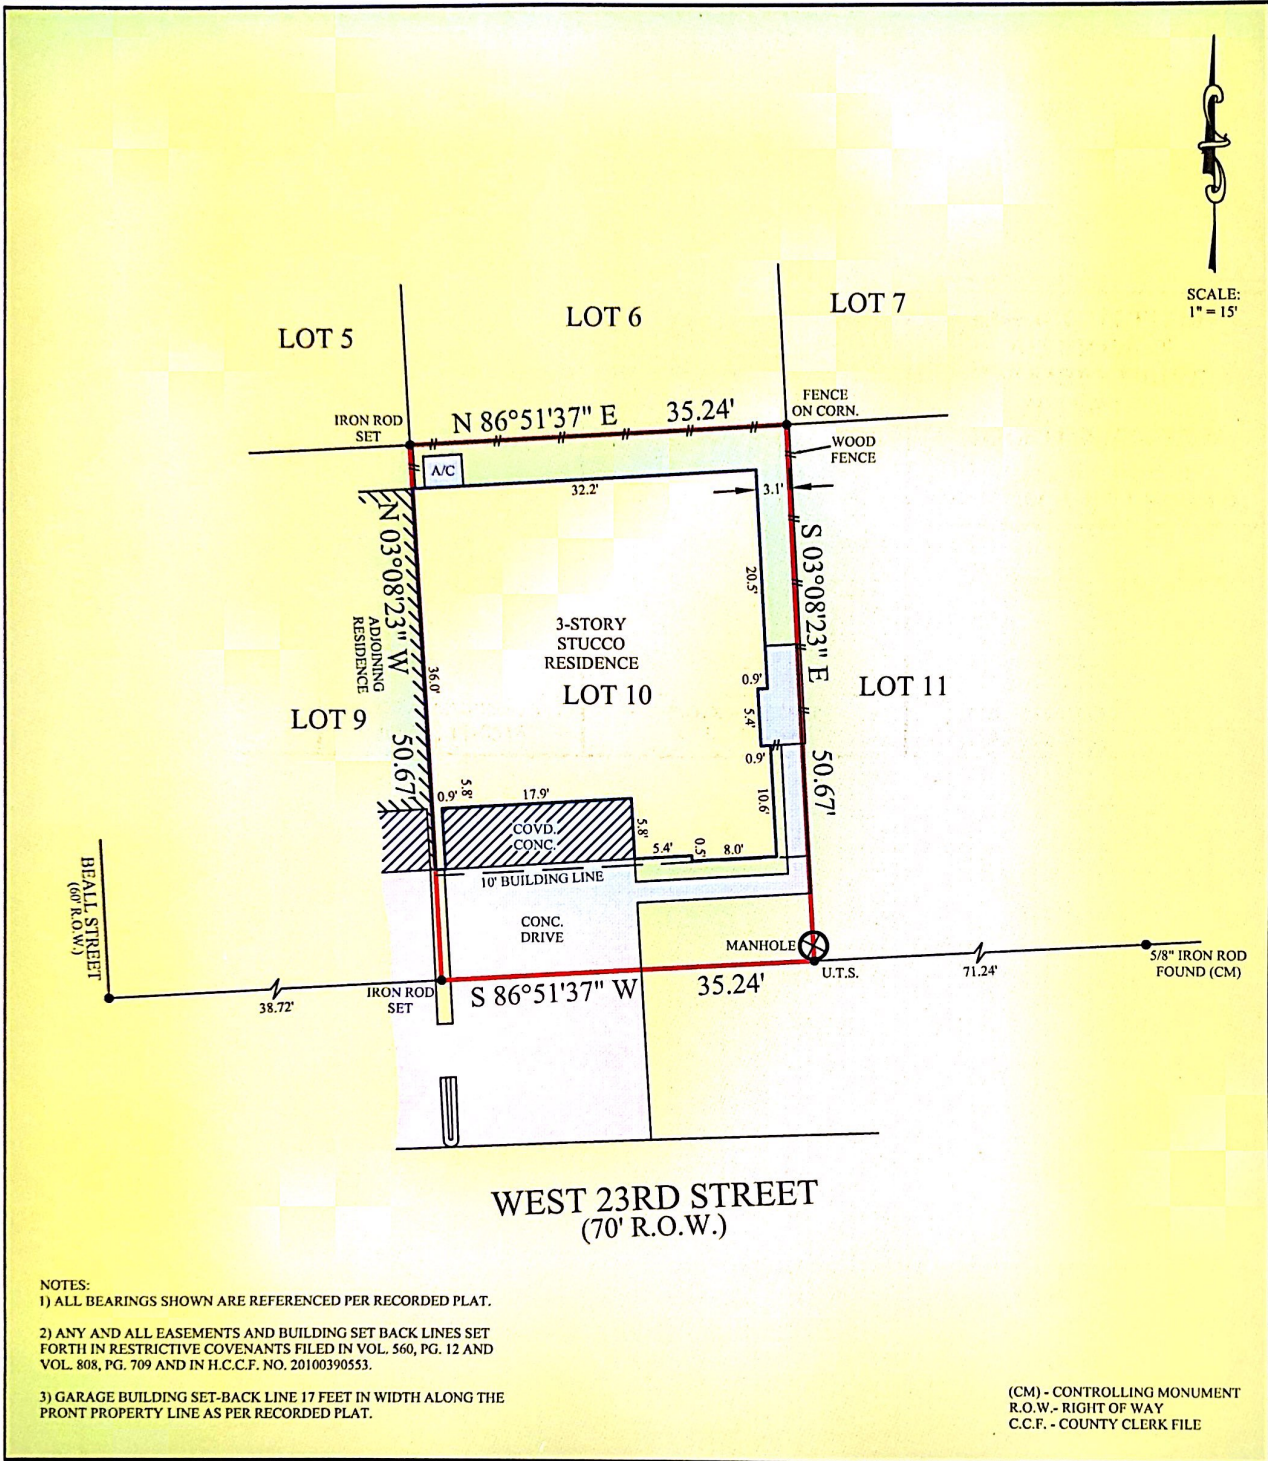 SCALE:
1" = 15'
LOT 5
LOT 6
LOT 7
IRON ROD
SET
N 86°51'37" E 35.24'
FENCE
ON CORN.
WOOD
FENCE
A/C
32.2'
3.1'
N 03°08'23" W 50.67'
S 03°08'23" E 50.67'
20.5'
ADJOINING
RESIDENCE
36.0'
3-STORY
STUCCO
RESIDENCE
LOT 10
0.9'
5.4'
0.9'
LOT 9
LOT 11
0.9'
5.8'
17.9'
10.6'
COVD.
CONC.
5.8'
5.4'
0.5'
8.0'
10' BUILDING LINE
BEALL STREET
(60' R.O.W.)
CONC.
DRIVE
MANHOLE
U.T.S.
71.24'
5/8" IRON ROD
FOUND (CM)
38.72'
IRON ROD
SET
S 86°51'37" W 35.24'
WEST 23RD STREET
(70' R.O.W.)
NOTES:
1) ALL BEARINGS SHOWN ARE REFERENCED PER RECORDED PLAT.
2) ANY AND ALL EASEMENTS AND BUILDING SET BACK LINES SET
FORTH IN RESTRICTIVE COVENANTS FILED IN VOL. 560, PG. 12 AND
VOL. 808, PG. 709 AND IN H.C.C.F. NO. 20100390553.
3) GARAGE BUILDING SET-BACK LINE 17 FEET IN WIDTH ALONG THE
PRONT PROPERTY LINE AS PER RECORDED PLAT.
(CM) - CONTROLLING MONUMENT
R.O.W.- RIGHT OF WAY
C.C.F. - COUNTY CLERK FILE